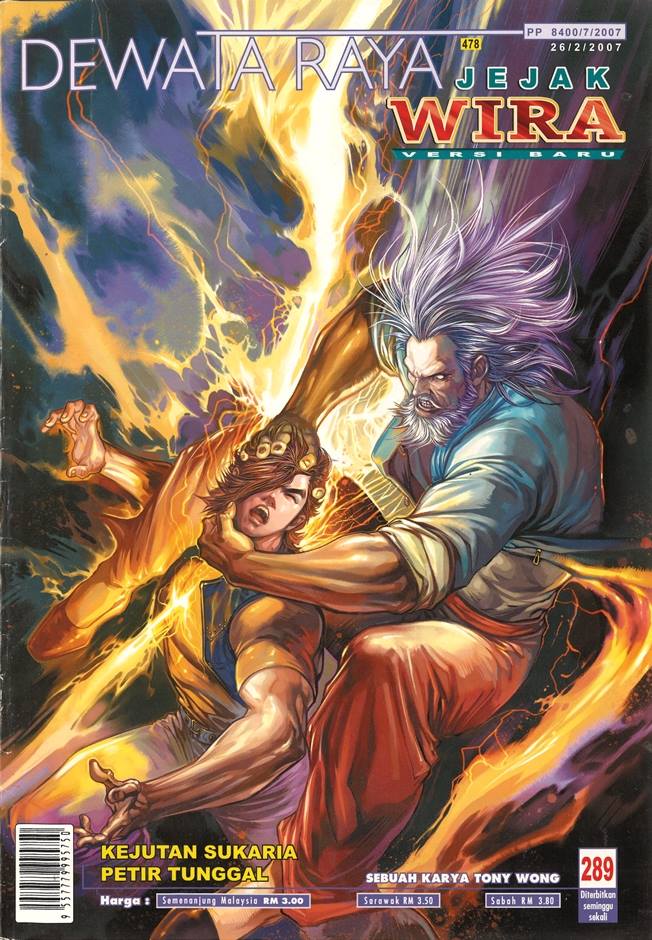 PP 8400/7/2007
DEWATA RAYA
478
26/2/2007
JEJAK
WIRA
VERSI BARU
KEJUTAN SUKARIA
PETIR TUNGGAL
SEBUAH KARYA TONY WONG
289
Diterbitkan
seminggu
sekali
Harga : Semenanjung Malaysia RM 3.00 Sarawak RM 3.50 Sabah RM 3.80
9 557779 995750